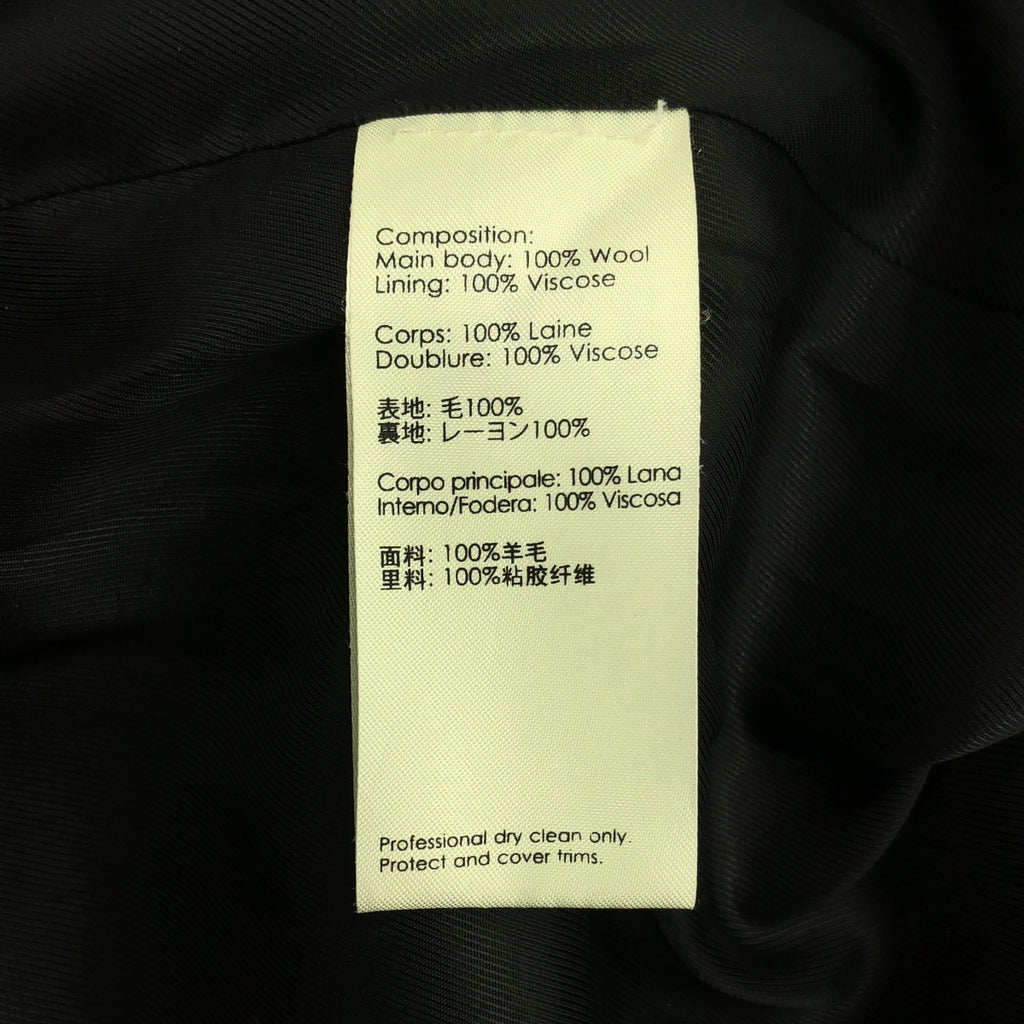 Composition:
Main body: 100% Wool
Lining: 100% Viscose
Corps: 100% Laine
Doublure: 100% Viscose
表地: 毛100%
裏地: レーヨン100%
Corpo principale: 100% Lana
Interno/Fodera: 100% Viscosa
面料: 100%羊毛
里料: 100%粘胶纤维
Professional dry clean only.
Protect and cover trims.